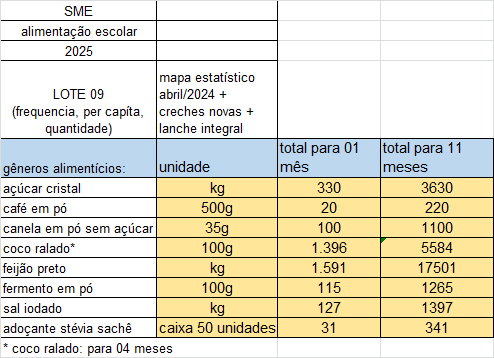 SME
alimentação escolar
2025
LOTE 09
(frequencia, per capíta,
quantidade)
mapa estatístico
abril/2024 +
creches novas +
lanche integral
gêneros alimentícios: unidade total para 01 mês total para 11 meses
açúcar cristal kg 330 3630
café em pó 500g 20 220
canela em pó sem açúcar 35g 100 1100
coco ralado* 100g 1.396 5584
feijão preto kg 1.591 17501
fermento em pó 100g 115 1265
sal iodado kg 127 1397
adoçante stévia sachê caixa 50 unidades 31 341
* coco ralado: para 04 meses